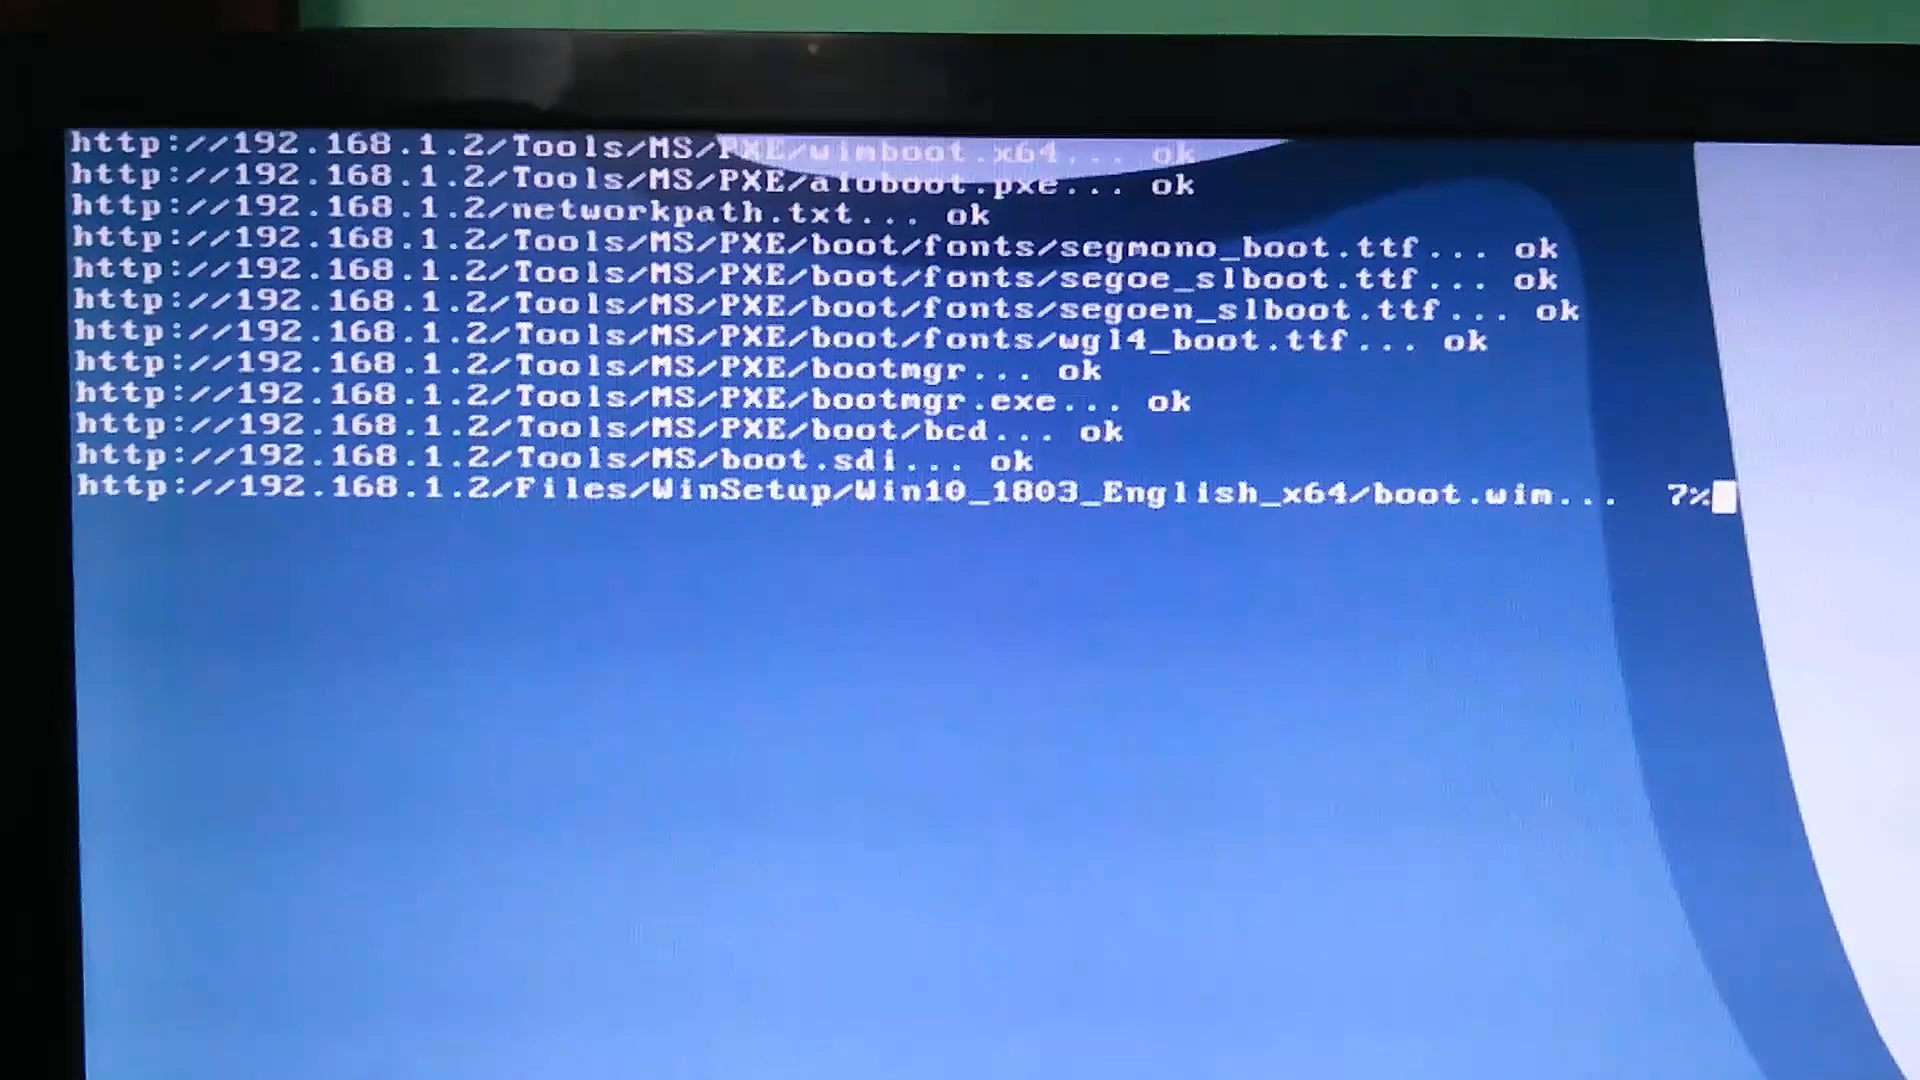 http://192.168.1.2/Tools/MS/PXE/wimboot.x64... ok
http://192.168.1.2/Tools/MS/PXE/aioboot.pxe... ok
http://192.168.1.2/networkpath.txt... ok
http://192.168.1.2/Tools/MS/PXE/boot/fonts/segmono_boot.ttf... ok
http://192.168.1.2/Tools/MS/PXE/boot/fonts/segoe_slboot.ttf... ok
http://192.168.1.2/Tools/MS/PXE/boot/fonts/segoen_slboot.ttf... ok
http://192.168.1.2/Tools/MS/PXE/boot/fonts/wgl4_boot.ttf... ok
http://192.168.1.2/Tools/MS/PXE/bootmgr... ok
http://192.168.1.2/Tools/MS/PXE/bootmgr.exe... ok
http://192.168.1.2/Tools/MS/PXE/boot/bcd... ok
http://192.168.1.2/Tools/MS/boot.sdi... ok
http://192.168.1.2/Files/WinSetup/Win10_1803_English_x64/boot.wim... 7%